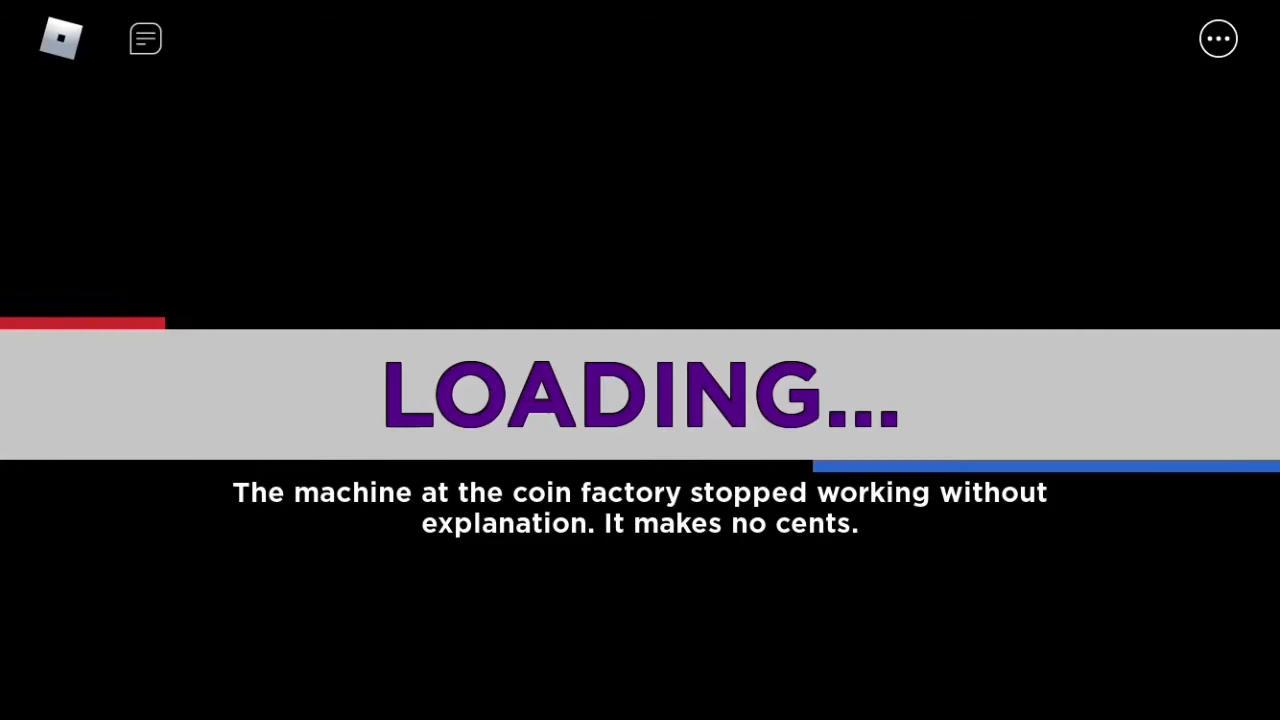 LOADING...
The machine at the coin factory stopped working without
explanation. It makes no cents.